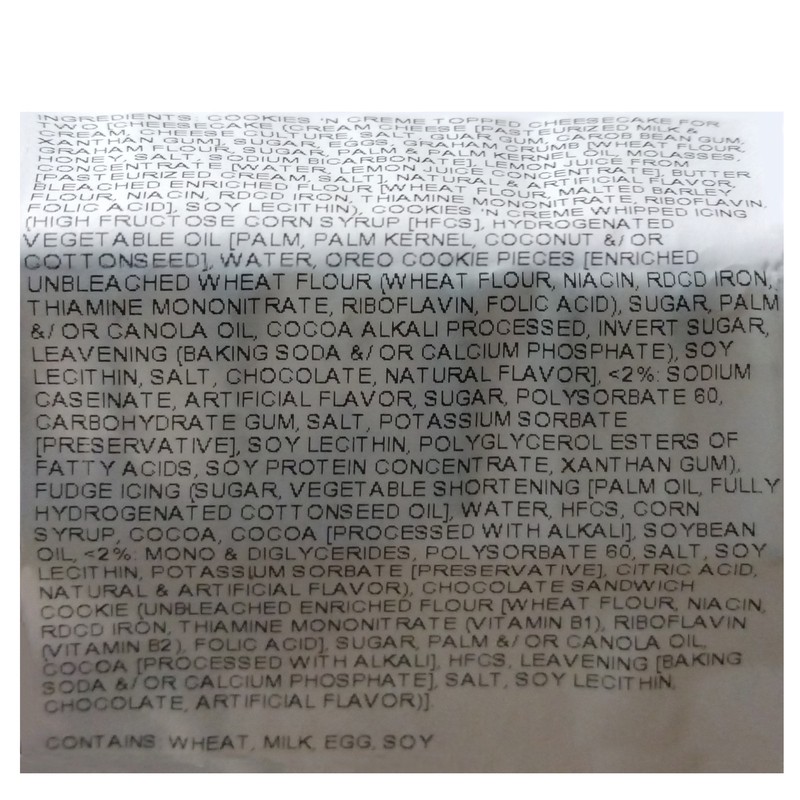 INGREDIENTS: COOKIES 'N CREME TOPPED CHEESECAKE FOR
TWO [CHEESECAKE (CREAM CHEESE [PASTEURIZED MILK &
CREAM, CHEESE CULTURE, SALT, GUAR GUM, CAROB BEAN GUM,
XANTHAN GUM], SUGAR, EGGS, GRAHAM CRUMB [WHEAT FLOUR,
GRAHAM FLOUR, SUGAR, PALM & PALM KERNEL OIL, MOLASSES,
HONEY, SALT, SODIUM BICARBONATE], LEMON JUICE FROM
CONCENTRATE [WATER, LEMON JUICE CONCENTRATE], BUTTER
[PASTEURIZED CREAM, SALT], NATURAL & ARTIFICIAL FLAVOR,
BLEACHED ENRICHED FLOUR [WHEAT FLOUR, MALTED BARLEY
FLOUR, NIACIN, RDCD IRON, THIAMINE MONONITRATE, RIBOFLAVIN,
FOLIC ACID], SOY LECITHIN), COOKIES 'N CREME WHIPPED ICING
(HIGH FRUCTOSE CORN SYRUP [HFCS], HYDROGENATED
VEGETABLE OIL [PALM, PALM KERNEL, COCONUT &/OR
COTTONSEED], WATER, OREO COOKIE PIECES [ENRICHED
UNBLEACHED WHEAT FLOUR (WHEAT FLOUR, NIACIN, RDCD IRON,
THIAMINE MONONITRATE, RIBOFLAVIN, FOLIC ACID), SUGAR, PALM
&/OR CANOLA OIL, COCOA ALKALI PROCESSED, INVERT SUGAR,
LEAVENING (BAKING SODA &/OR CALCIUM PHOSPHATE), SOY
LECITHIN, SALT, CHOCOLATE, NATURAL FLAVOR], <2%: SODIUM
CASEINATE, ARTIFICIAL FLAVOR, SUGAR, POLYSORBATE 60,
CARBOHYDRATE GUM, SALT, POTASSIUM SORBATE
[PRESERVATIVE], SOY LECITHIN, POLYGLYCEROL ESTERS OF
FATTY ACIDS, SOY PROTEIN CONCENTRATE, XANTHAN GUM),
FUDGE ICING (SUGAR, VEGETABLE SHORTENING [PALM OIL, FULLY
HYDROGENATED COTTONSEED OIL], WATER, HFCS, CORN
SYRUP, COCOA, COCOA [PROCESSED WITH ALKALI], SOYBEAN
OIL, <2%: MONO & DIGLYCERIDES, POLYSORBATE 60, SALT, SOY
LECITHIN, POTASSIUM SORBATE [PRESERVATIVE], CITRIC ACID,
NATURAL & ARTIFICIAL FLAVOR), CHOCOLATE SANDWICH
COOKIE (UNBLEACHED ENRICHED FLOUR [WHEAT FLOUR, NIACIN,
RDCD IRON, THIAMINE MONONITRATE (VITAMIN B1), RIBOFLAVIN
(VITAMIN B2), FOLIC ACID], SUGAR, PALM &/OR CANOLA OIL,
COCOA [PROCESSED WITH ALKALI], HFCS, LEAVENING [BAKING
SODA &/OR CALCIUM PHOSPHATE], SALT, SOY LECITHIN,
CHOCOLATE, ARTIFICIAL FLAVOR)].
CONTAINS: WHEAT, MILK, EGG, SOY